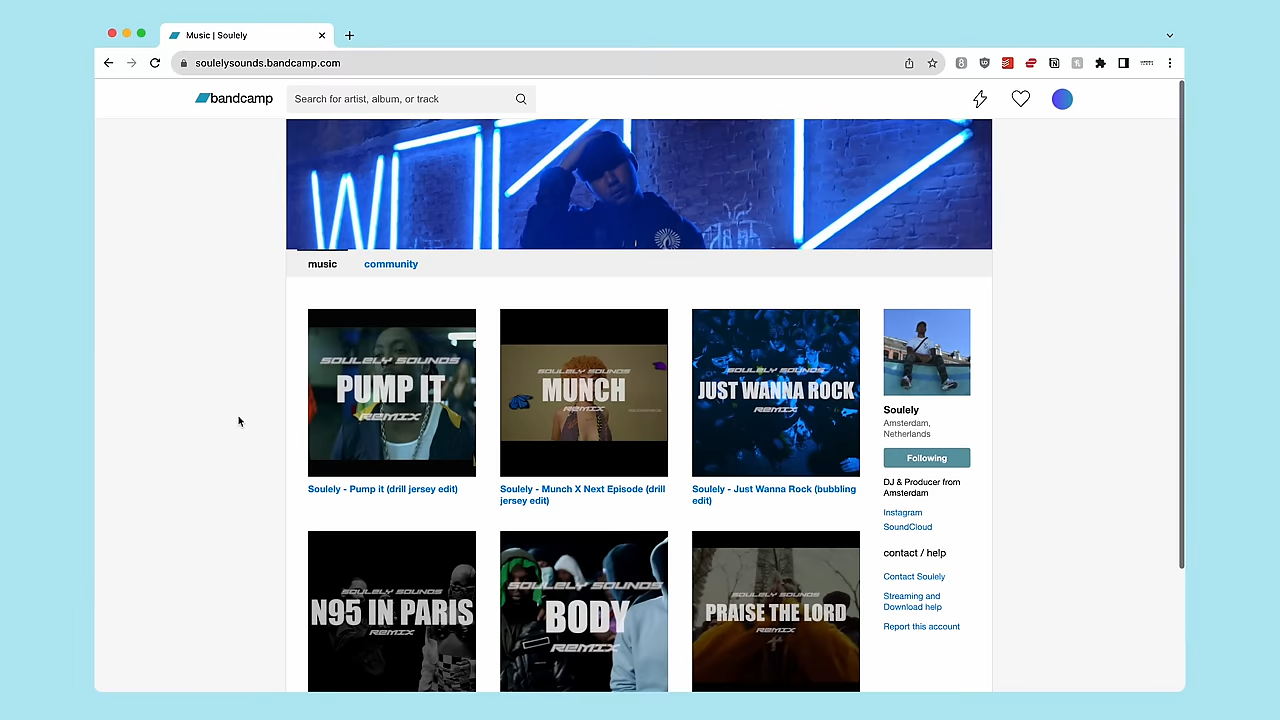 Music | Soulely
soulelysounds.bandcamp.com
bandcamp
Search for artist, album, or track
music
community
SOULELY SOUNDS
PUMP IT
REMIX
SOULELY SOUNDS
MUNCH
REMIX
SOULELY SOUNDS
JUST WANNA ROCK
REMIX
Soulely - Pump it (drill jersey edit)
Soulely - Munch X Next Episode (drill
jersey edit)
Soulely - Just Wanna Rock (bubbling
edit)
SOULELY SOUNDS
N95 IN PARIS
REMIX
SOULELY SOUNDS
BODY
REMIX
SOULELY SOUNDS
PRAISE THE LORD
REMIX
Soulely
Amsterdam,
Netherlands
Following
DJ & Producer from
Amsterdam
Instagram
SoundCloud
contact / help
Contact Soulely
Streaming and
Download help
Report this account